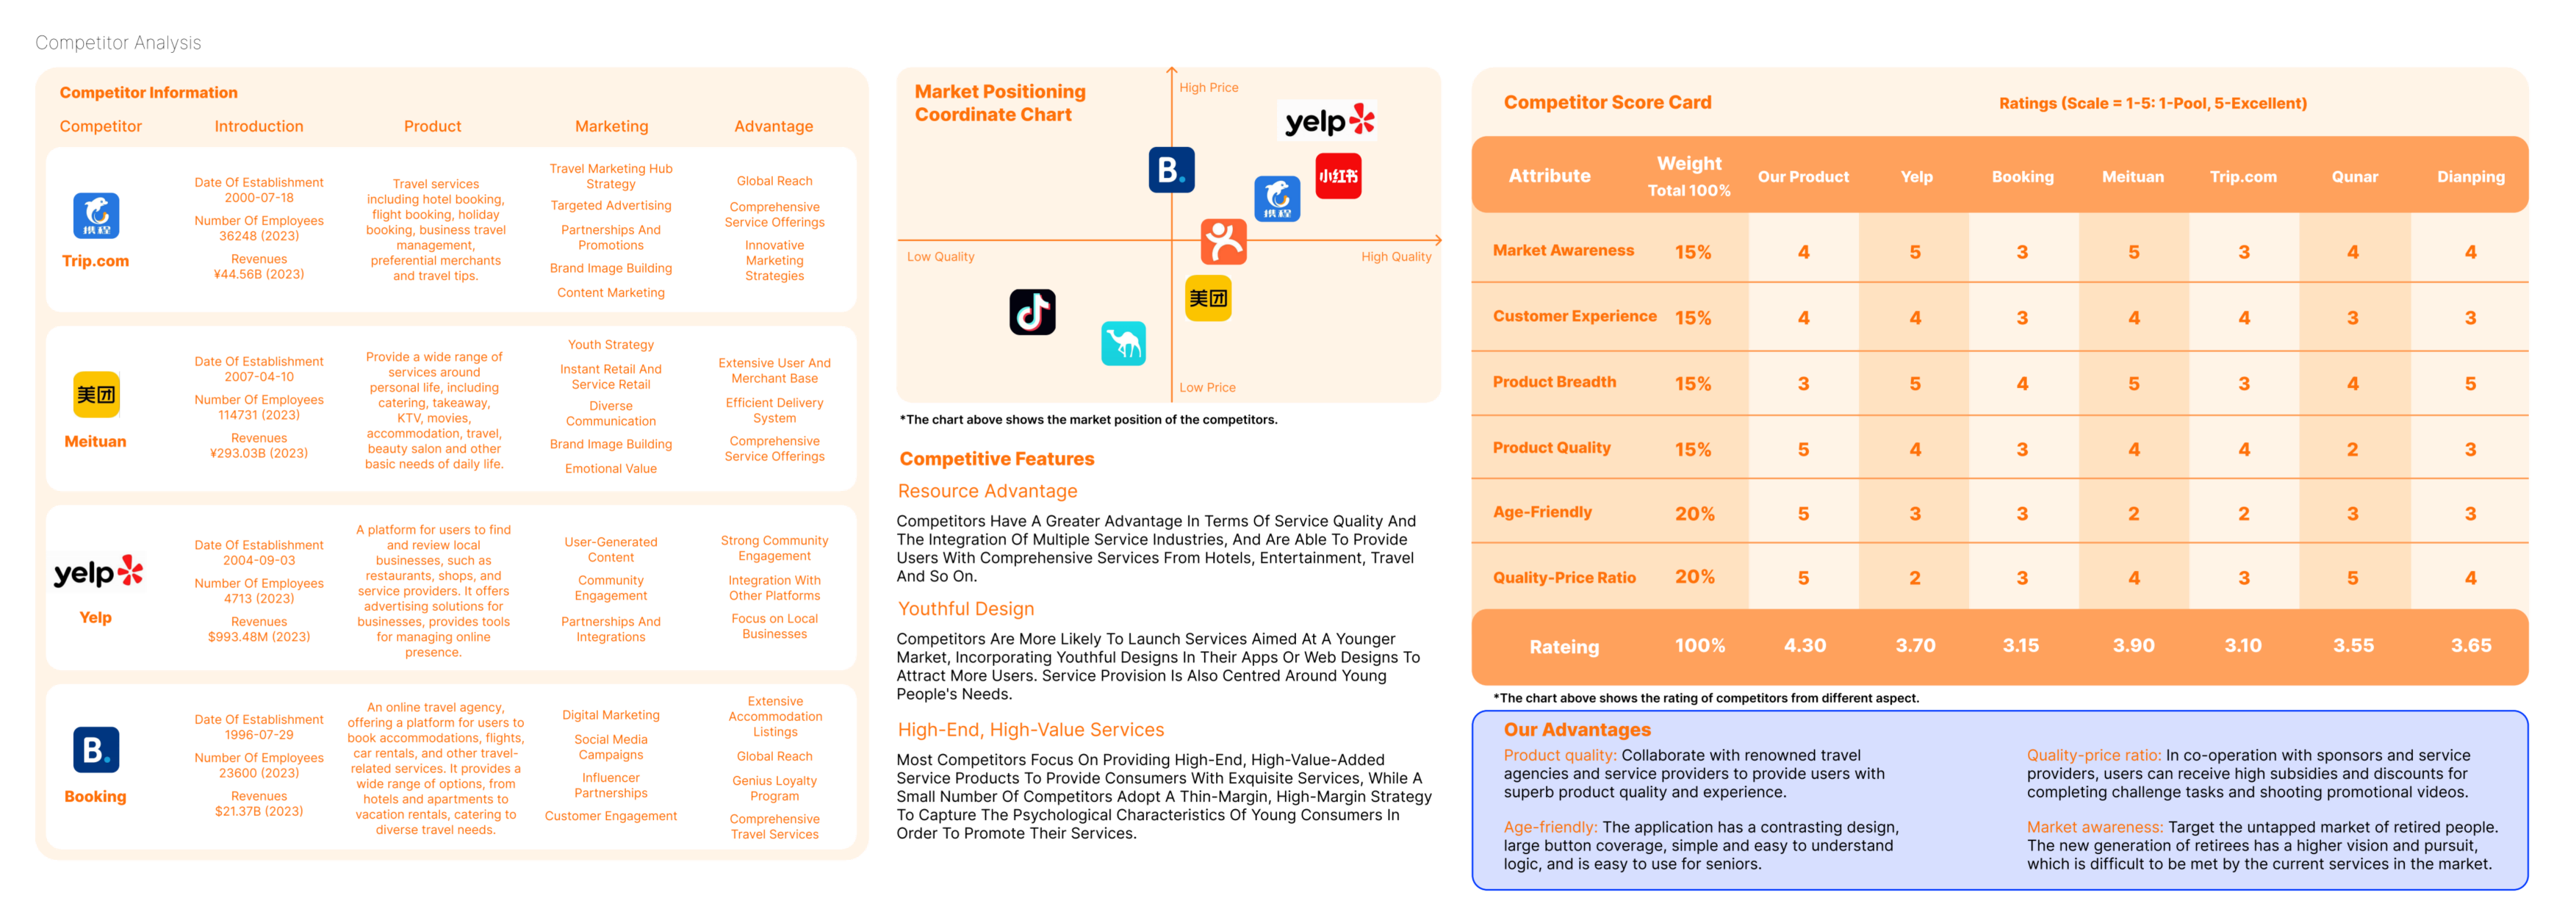 Competitor Analysis
Competitor Information
Competitor Introduction Product Marketing Advantage
携程
Trip.com
Date Of Establishment
2000-07-18
Number Of Employees
36248 (2023)
Revenues
¥44.56B (2023)
Travel services
including hotel booking,
flight booking, holiday
booking, business travel
management,
preferential merchants
and travel tips.
Travel Marketing Hub
Strategy
Targeted Advertising
Partnerships And
Promotions
Brand Image Building
Content Marketing
Global Reach
Comprehensive
Service Offerings
Innovative
Marketing
Strategies
美团
Meituan
Date Of Establishment
2007-04-10
Number Of Employees
114731 (2023)
Revenues
¥293.03B (2023)
Provide a wide range of
services around
personal life, including
catering, takeaway,
KTV, movies,
accommodation, travel,
beauty salon and other
basic needs of daily life.
Youth Strategy
Instant Retail And
Service Retail
Diverse
Communication
Brand Image Building
Emotional Value
Extensive User And
Merchant Base
Efficient Delivery
System
Comprehensive
Service Offerings
yelp
Yelp
Date Of Establishment
2004-09-03
Number Of Employees
4713 (2023)
Revenues
$993.48M (2023)
A platform for users to find
and review local
businesses, such as
restaurants, shops, and
service providers. It offers
advertising solutions for
businesses, provides tools
for managing online
presence.
User-Generated
Content
Community
Engagement
Partnerships And
Integrations
Strong Community
Engagement
Integration With
Other Platforms
Focus on Local
Businesses
B.
Booking
Date Of Establishment
1996-07-29
Number Of Employees
23600 (2023)
Revenues
$21.37B (2023)
An online travel agency,
offering a platform for users to
book accommodations, flights,
car rentals, and other travel-
related services. It provides a
wide range of options, from
hotels and apartments to
vacation rentals, catering to
diverse travel needs.
Digital Marketing
Social Media
Campaigns
Influencer
Partnerships
Customer Engagement
Extensive
Accommodation
Listings
Global Reach
Genius Loyalty
Program
Comprehensive
Travel Services
Market Positioning
Coordinate Chart
High Price
yelp
B.
小红书
携程
Low Quality
High Quality
美团
Low Price
*The chart above shows the market position of the competitors.
Competitive Features
Resource Advantage
Competitors Have A Greater Advantage In Terms Of Service Quality And
The Integration Of Multiple Service Industries, And Are Able To Provide
Users With Comprehensive Services From Hotels, Entertainment, Travel
And So On.
Youthful Design
Competitors Are More Likely To Launch Services Aimed At A Younger
Market, Incorporating Youthful Designs In Their Apps Or Web Designs To
Attract More Users. Service Provision Is Also Centred Around Young
People's Needs.
High-End, High-Value Services
Most Competitors Focus On Providing High-End, High-Value-Added
Service Products To Provide Consumers With Exquisite Services, While A
Small Number Of Competitors Adopt A Thin-Margin, High-Margin Strategy
To Capture The Psychological Characteristics Of Young Consumers In
Order To Promote Their Services.
Competitor Score Card
Ratings (Scale = 1-5: 1-Pool, 5-Excellent)
Attribute Weight Total 100% Our Product Yelp Booking Meituan Trip.com Qunar Dianping
Market Awareness 15% 4 5 3 5 3 4 4
Customer Experience 15% 4 4 3 4 4 3 3
Product Breadth 15% 3 5 4 5 3 4 5
Product Quality 15% 5 4 3 4 4 2 3
Age-Friendly 20% 5 3 3 2 2 3 3
Quality-Price Ratio 20% 5 2 3 4 3 5 4
Rateing 100% 4.30 3.70 3.15 3.90 3.10 3.55 3.65
*The chart above shows the rating of competitors from different aspect.
Our Advantages
Product quality: Collaborate with renowned travel
agencies and service providers to provide users with
superb product quality and experience.
Age-friendly: The application has a contrasting design,
large button coverage, simple and easy to understand
logic, and is easy to use for seniors.
Quality-price ratio: In co-operation with sponsors and service
providers, users can receive high subsidies and discounts for
completing challenge tasks and shooting promotional videos.
Market awareness: Target the untapped market of retired people.
The new generation of retirees has a higher vision and pursuit,
which is difficult to be met by the current services in the market.